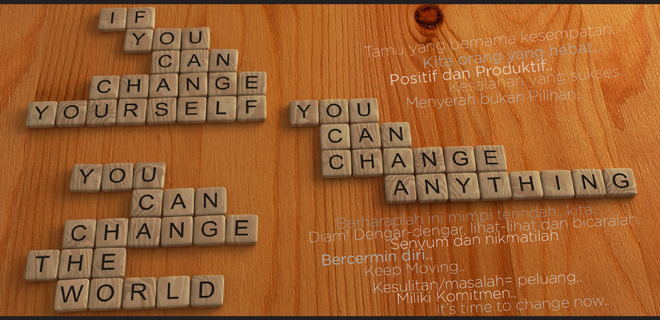 IF
YOU
CAN
CHANGE
YOURSELF
YOU
CAN
CHANGE
THE
WORLD
YOU
CAN
CHANGE
ANYTHING
Tamu yang bernama kesempatan..
Kita orang yang hebat..
Positif dan Produktif..
Kesalahan yang sukses..
Menyerah bukan Pilihan..
Bernaraplah ini mimpi terindah kita
Diam! Dengar-dengar, lihat-lihat dan bicaralah.
Senyum dan nikmatilah
Bercermin diri..
Keep Moving..
Kesulitan/masalah= peluang..
Miliki Komitmen..
It's time to change now..